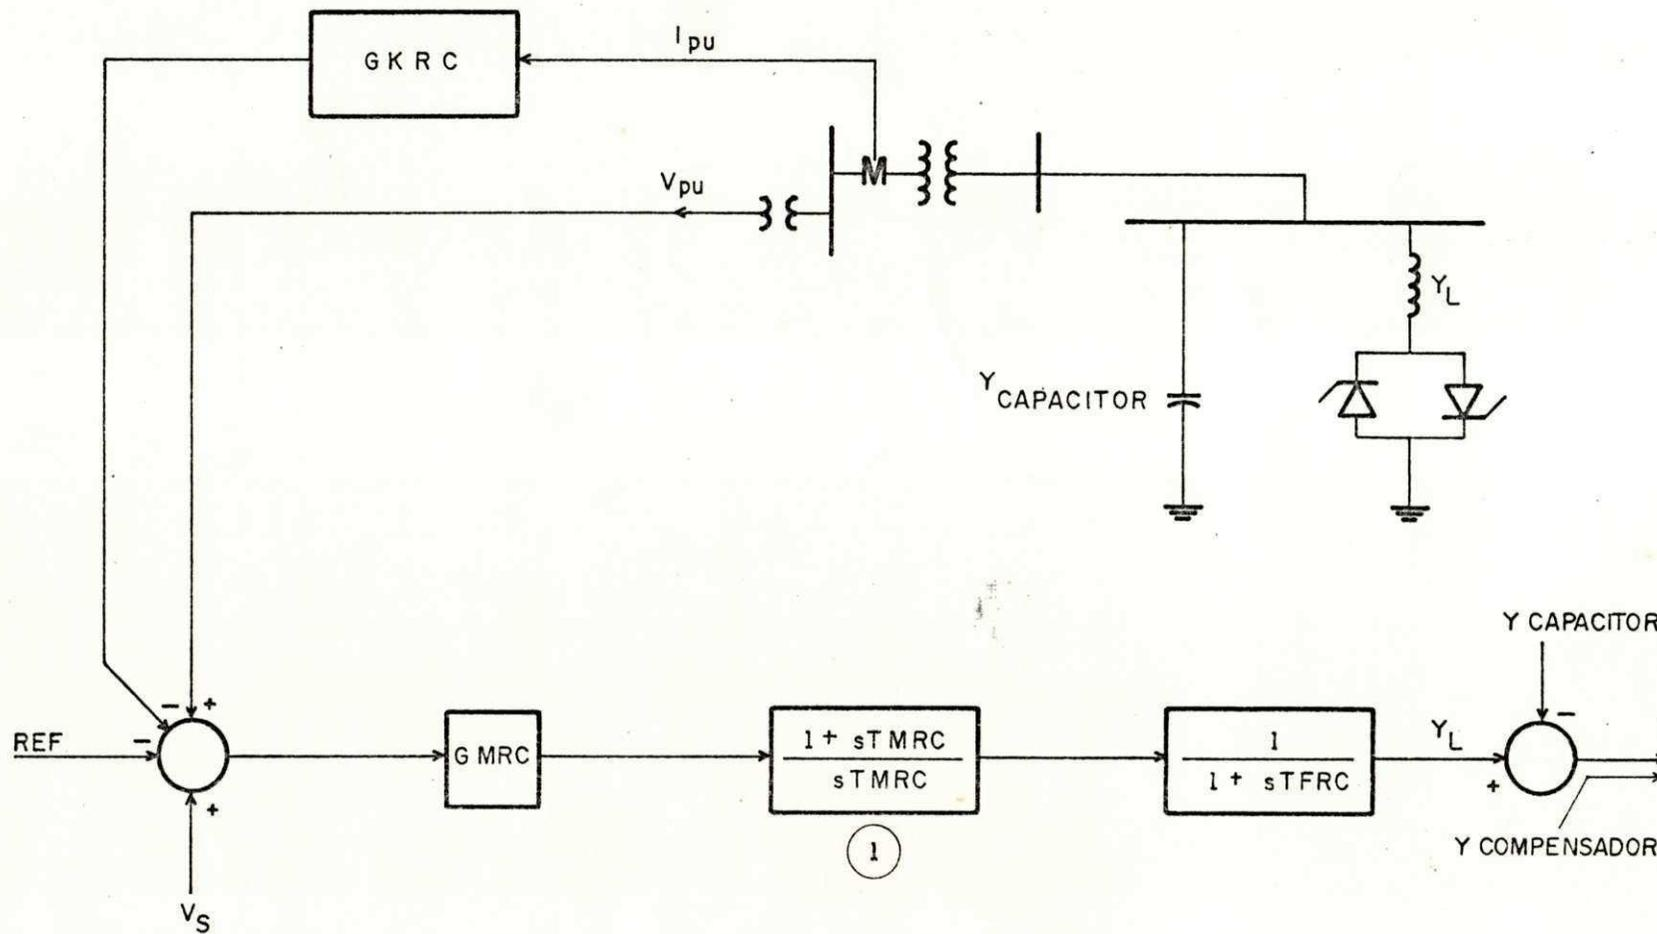 GKRC
Ipu
M
Vpu
YL
YCAPACITOR
Y CAPACITOR
REF
-
+
-
+
GMRC
1 + sTMRC
sTMRC
1
1 + sTFRC
YL
-
+
1
Y COMPENSADOR
VS